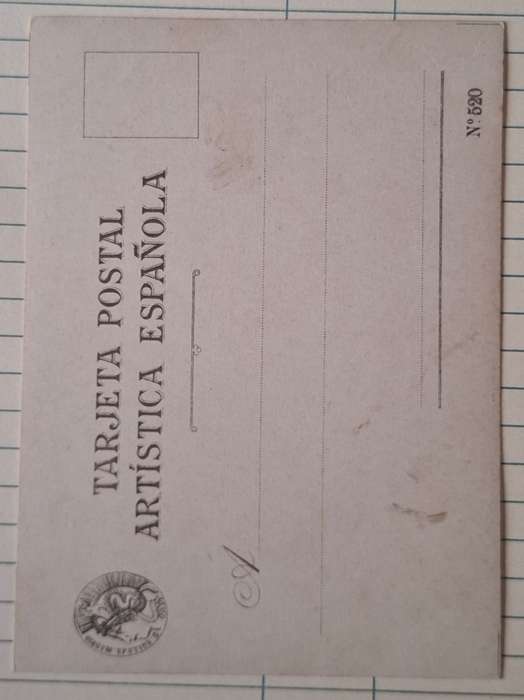 TARJETA POSTAL
ARTÍSTICA ESPAÑOLA
A
Nº 520